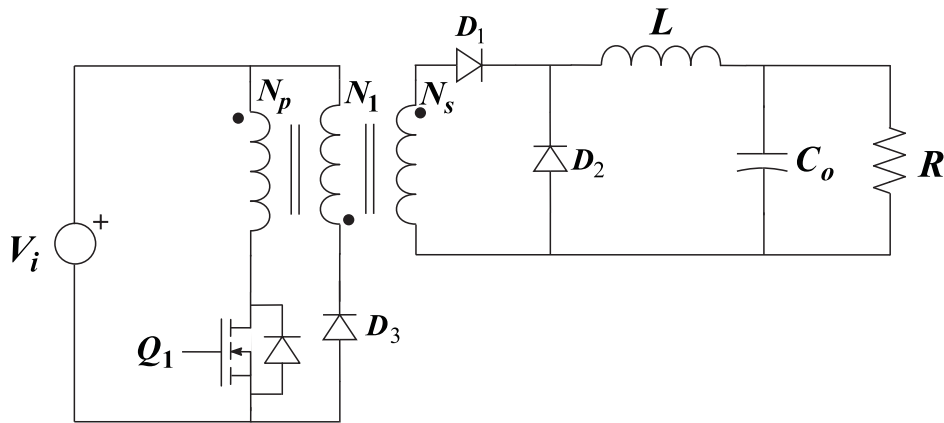 D₁
L
Nₚ
N₁
Nₛ
D₂
Cₒ
R
Vᵢ
+
Q₁
D₃